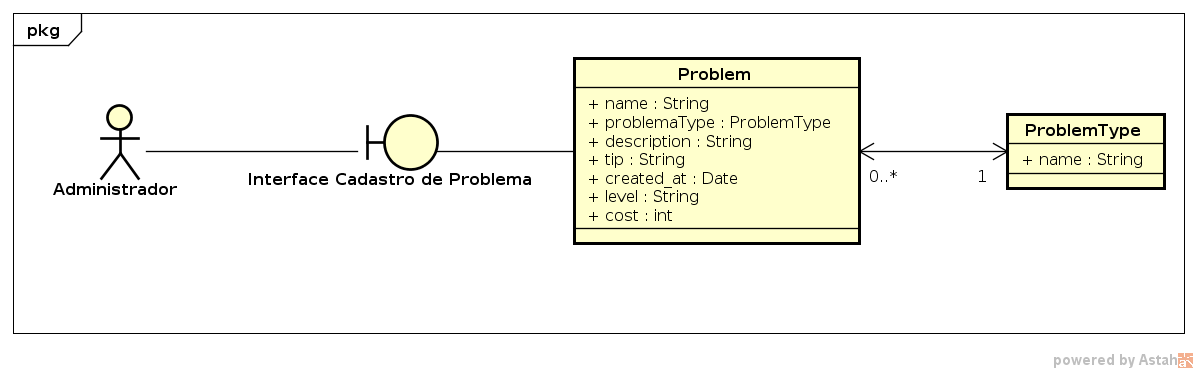 pkg
Administrador
Interface Cadastro de Problema
Problem
+ name : String
+ problemaType : ProblemType
+ description : String
+ tip : String
+ created_at : Date
+ level : String
+ cost : int
0..*
1
ProblemType
+ name : String
powered by Astah